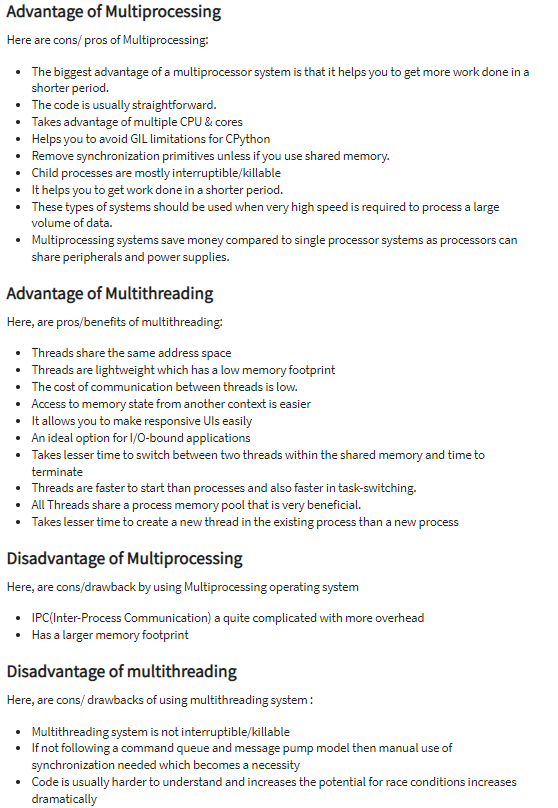 Advantage of Multiprocessing
Here are cons/ pros of Multiprocessing:
• The biggest advantage of a multiprocessor system is that it helps you to get more work done in a
shorter period.
• The code is usually straightforward.
• Takes advantage of multiple CPU & cores
• Helps you to avoid GIL limitations for CPython
• Remove synchronization primitives unless if you use shared memory.
• Child processes are mostly interruptible/killable
• It helps you to get work done in a shorter period.
• These types of systems should be used when very high speed is required to process a large
volume of data.
• Multiprocessing systems save money compared to single processor systems as processors can
share peripherals and power supplies.
Advantage of Multithreading
Here, are pros/benefits of multithreading:
• Threads share the same address space
• Threads are lightweight which has a low memory footprint
• The cost of communication between threads is low.
• Access to memory state from another context is easier
• It allows you to make responsive UIs easily
• An ideal option for I/O-bound applications
• Takes lesser time to switch between two threads within the shared memory and time to
terminate
• Threads are faster to start than processes and also faster in task-switching.
• All Threads share a process memory pool that is very beneficial.
• Takes lesser time to create a new thread in the existing process than a new process
Disadvantage of Multiprocessing
Here, are cons/drawback by using Multiprocessing operating system
• IPC(Inter-Process Communication) a quite complicated with more overhead
• Has a larger memory footprint
Disadvantage of multithreading
Here, are cons/ drawbacks of using multithreading system :
• Multithreading system is not interruptible/killable
• If not following a command queue and message pump model then manual use of
synchronization needed which becomes a necessity
• Code is usually harder to understand and increases the potential for race conditions increases
dramatically